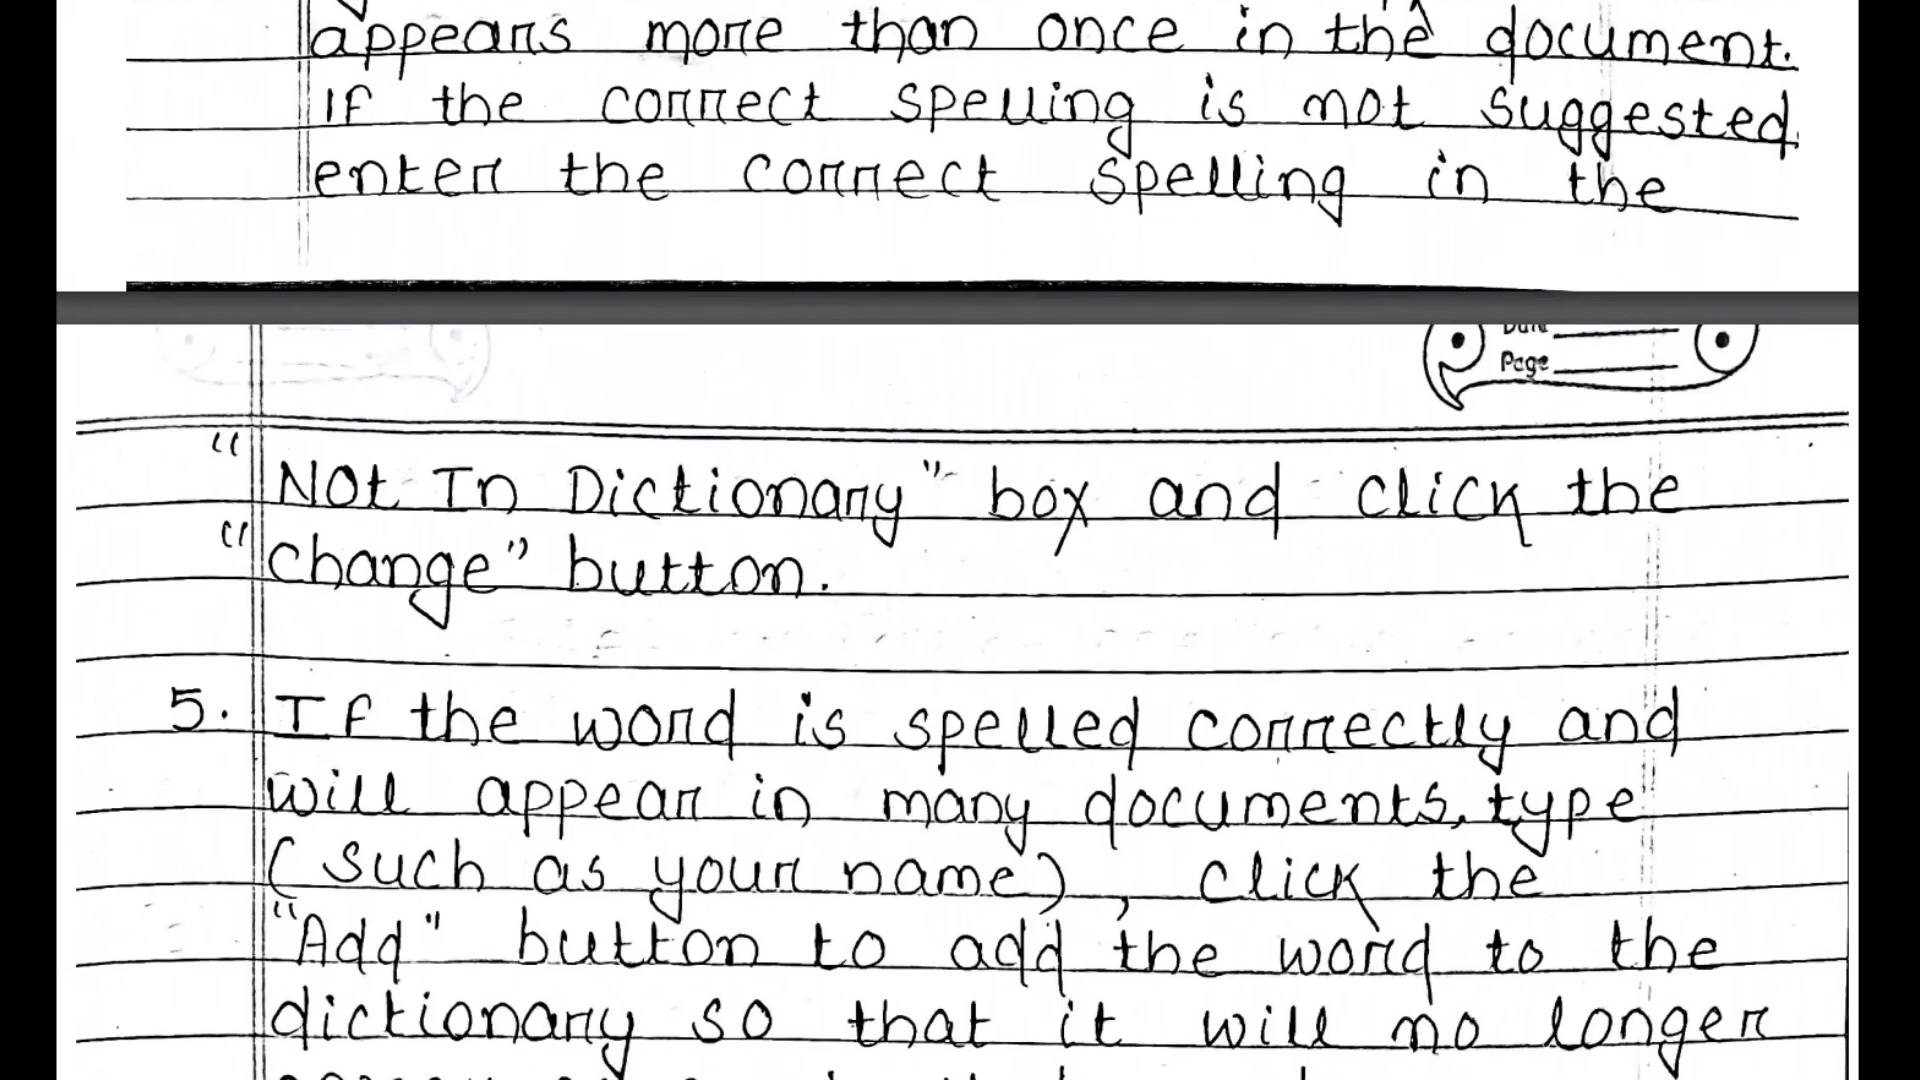 appears more than once in the document.
If the correct spelling is not suggested
enter the correct spelling in the
Date
Page
"Not In Dictionary" box and click the
"change" button.
5. If the word is spelled correctly and
will appear in many documents, type
(such as your name), click the
"Add" button to add the word to the
dictionary so that it will no longer